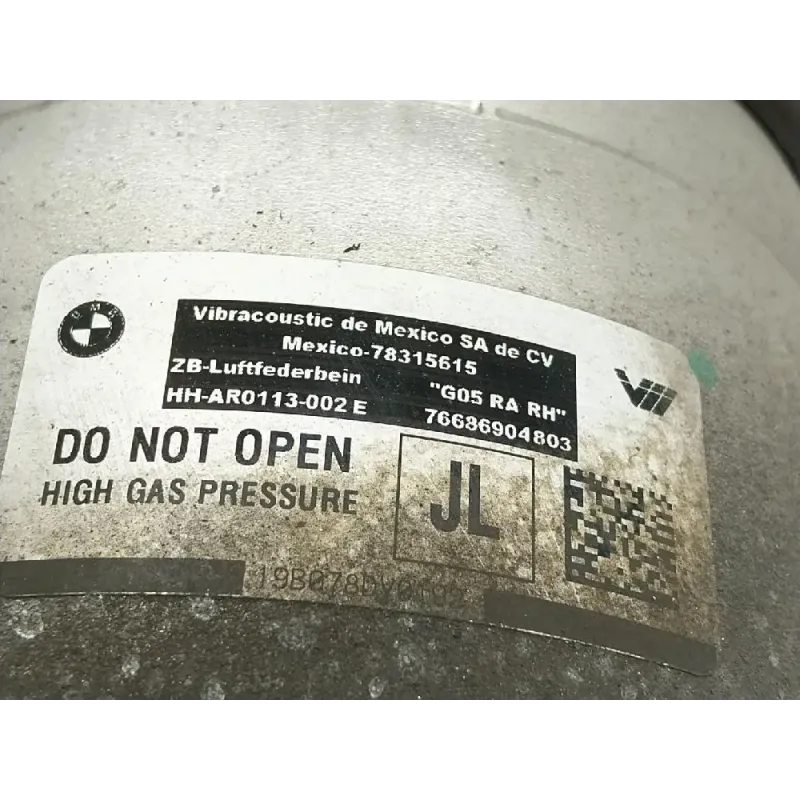 BMW
Vibracoustic de Mexico SA de CV
Mexico-78315615
ZB-Luftfederbein "G05 RA RH"
HH-AR0113-002 E 76686904803
DO NOT OPEN
HIGH GAS PRESSURE
JL